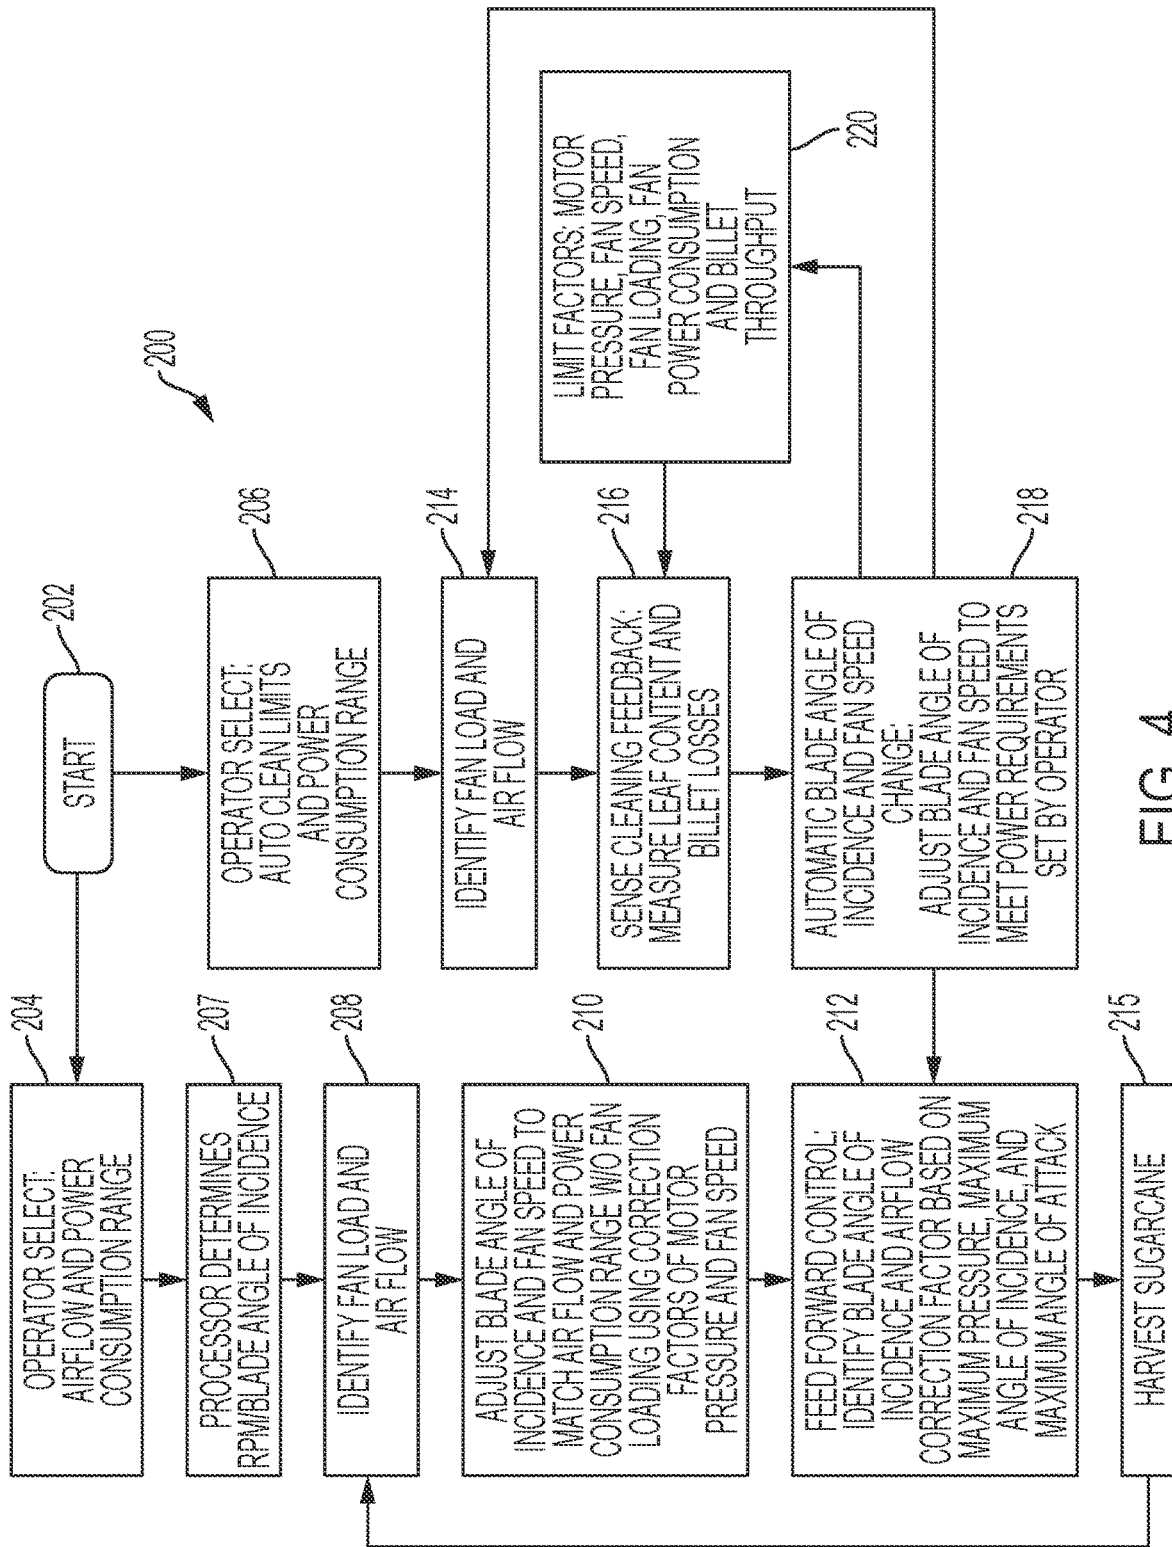 200
START
202
OPERATOR SELECT:
AIRFLOW AND POWER
CONSUMPTION RANGE
204
PROCESSOR DETERMINES
RPM/BLADE ANGLE OF INCIDENCE
207
IDENTIFY FAN LOAD AND
AIR FLOW
208
ADJUST BLADE ANGLE OF
INCIDENCE AND FAN SPEED TO
MATCH AIR FLOW AND POWER
CONSUMPTION RANGE W/O FAN
LOADING USING CORRECTION
FACTORS OF MOTOR
PRESSURE AND FAN SPEED
210
FEED FORWARD CONTROL:
IDENTIFY BLADE ANGLE OF
INCIDENCE AND AIRFLOW
CORRECTION FACTOR BASED ON
MAXIMUM PRESSURE, MAXIMUM
ANGLE OF INCIDENCE, AND
MAXIMUM ANGLE OF ATTACK
212
HARVEST SUGARCANE
215
OPERATOR SELECT:
AUTO CLEAN LIMITS
AND POWER
CONSUMPTION RANGE
206
IDENTIFY FAN LOAD AND
AIR FLOW
214
SENSE CLEANING FEEDBACK:
MEASURE LEAF CONTENT AND
BILLET LOSSES
216
AUTOMATIC BLADE ANGLE OF
INCIDENCE AND FAN SPEED
CHANGE:
ADJUST BLADE ANGLE OF
INCIDENCE AND FAN SPEED TO
MEET POWER REQUIREMENTS
SET BY OPERATOR
218
LIMIT FACTORS: MOTOR
PRESSURE, FAN SPEED,
FAN LOADING, FAN
POWER CONSUMPTION
AND BILLET
THROUGHPUT
220
FIG. 4